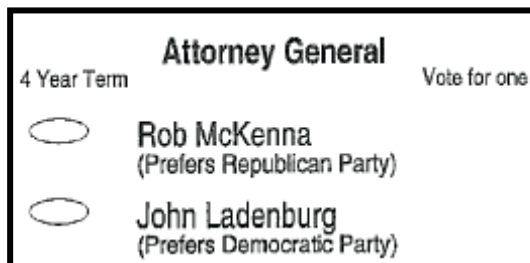 Attorney General
4 Year Term Vote for one
Rob McKenna
(Prefers Republican Party)
John Ladenburg
(Prefers Democratic Party)